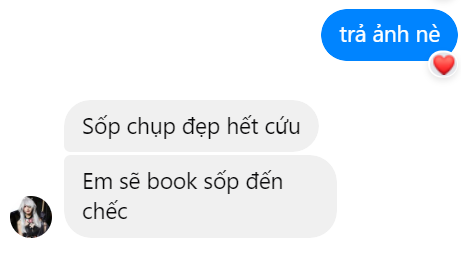 trả ảnh nè
Sốp chụp đẹp hết cứu
Em sẽ book sốp đến
chếc